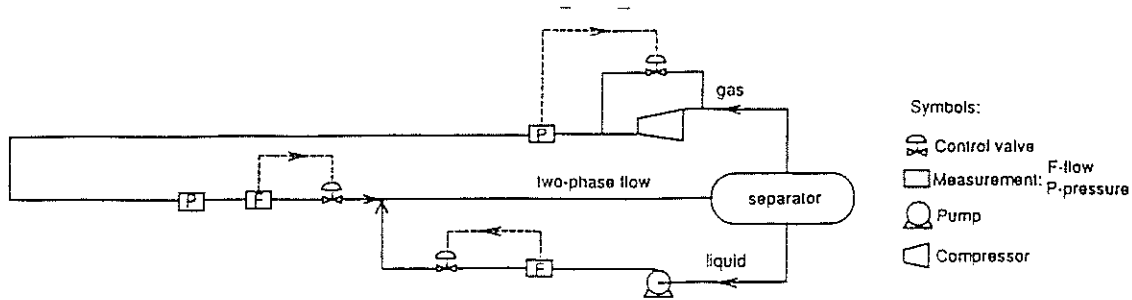 gas
Symbols:
P
Control valve
F
two-phase flow
separator
Measurement: F-flow
P-pressure
P
Pump
F
liquid
Compressor